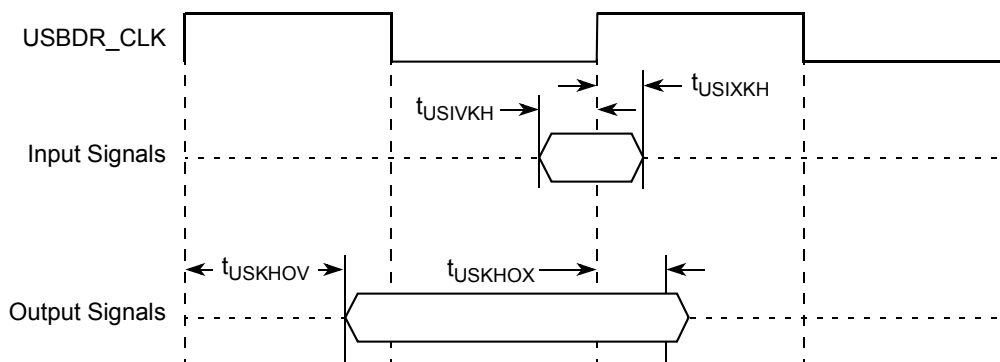 USBDR_CLK
tUSIXKH
tUSIVKH
Input Signals
tUSKHOV
tUSKHOX
Output Signals